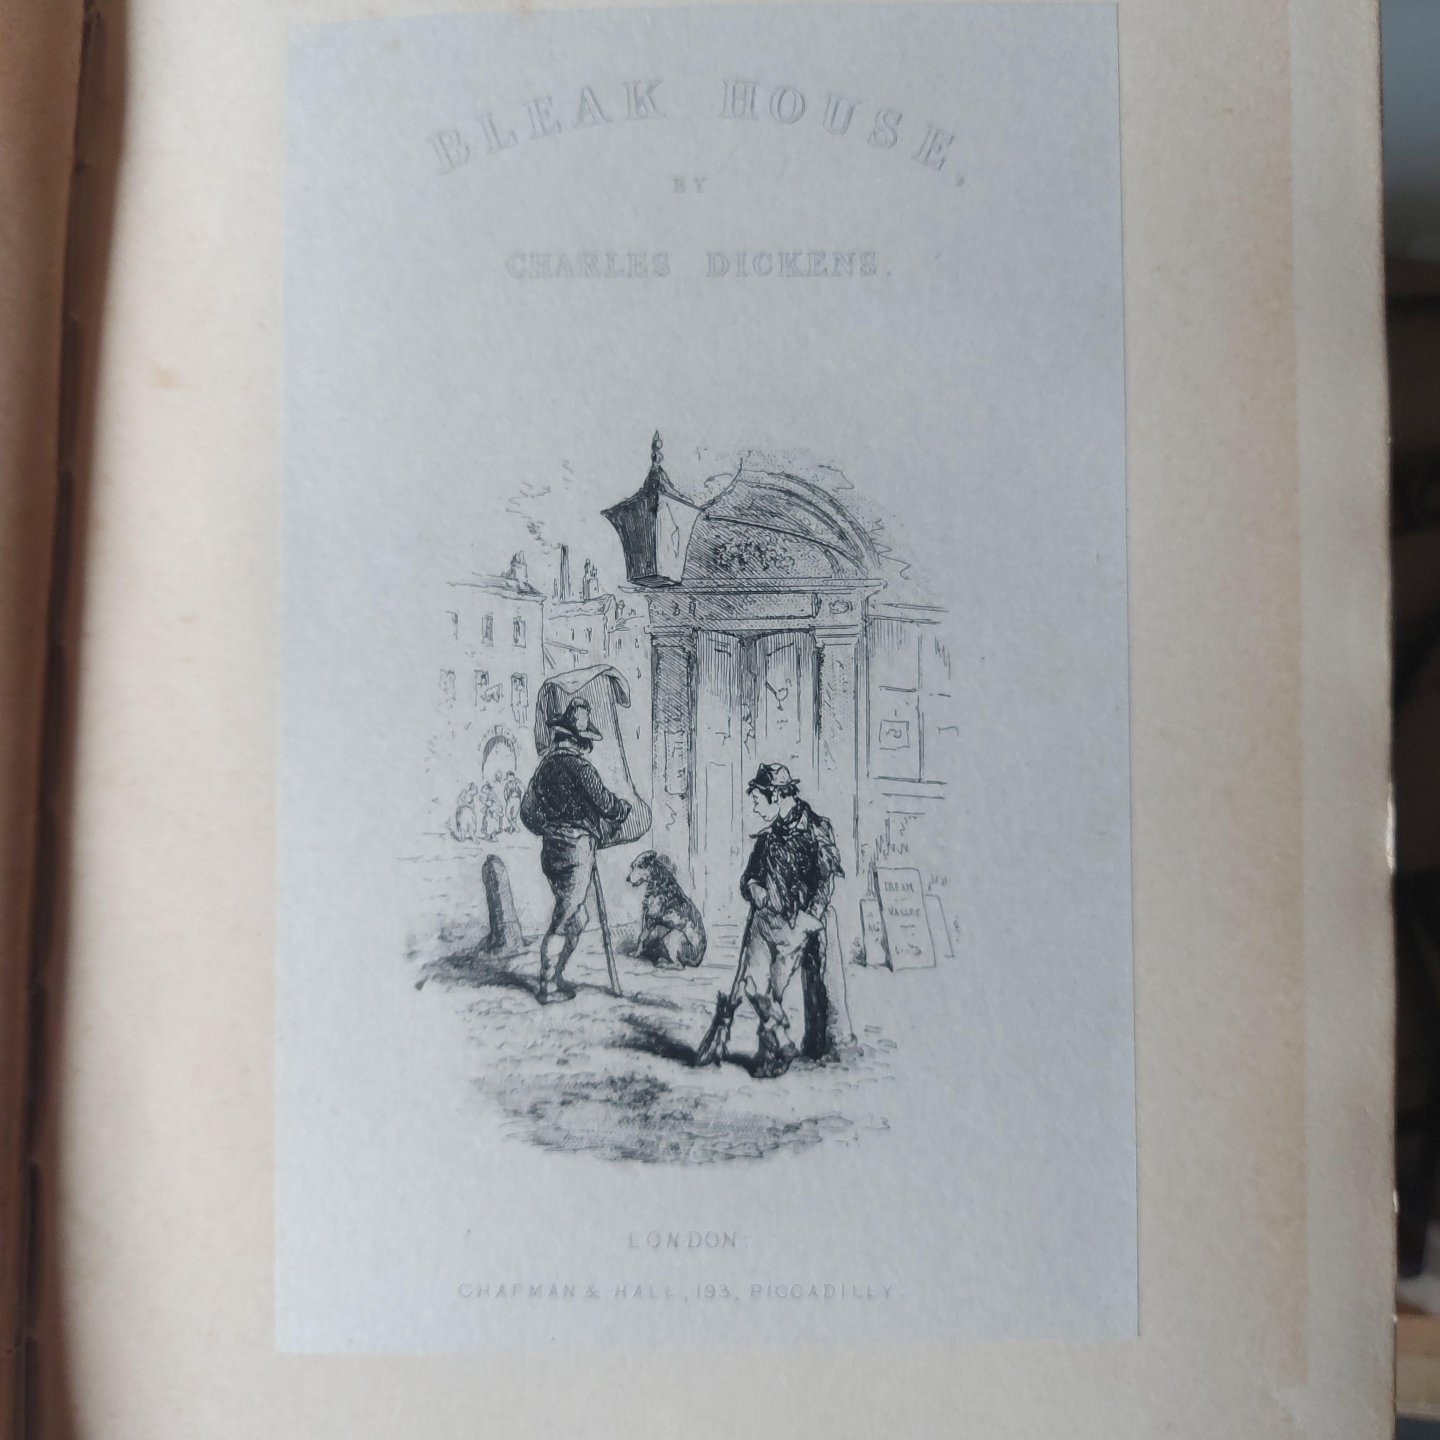 BLEAK HOUSE,
BY
CHARLES DICKENS.
LONDON:
CHAPMAN & HALL, 193, PICCADILLY